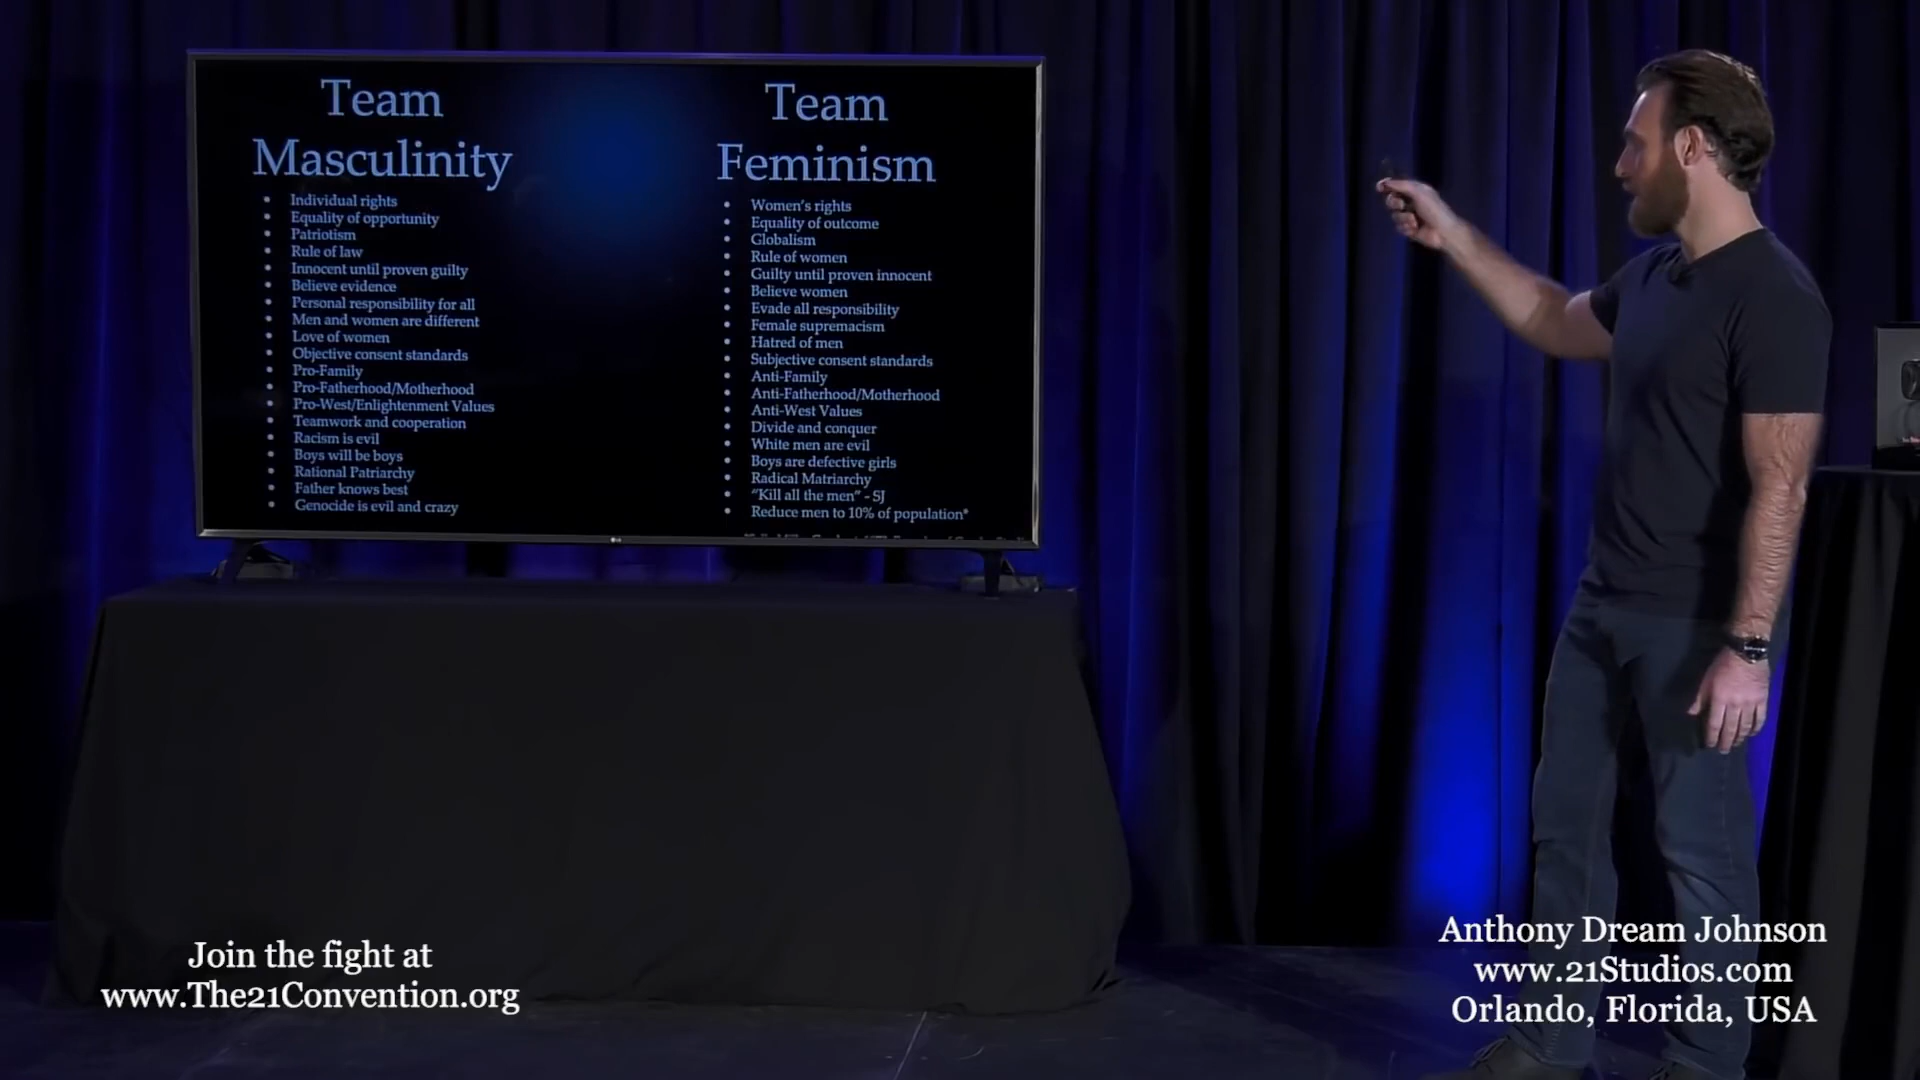 Team
Masculinity
Individual rights
Equality of opportunity
Patriotism
Rule of law
Innocent until proven guilty
Believe evidence
Personal responsibility for all
Men and women are different
Love of women
Objective consent standards
Pro-Family
Pro-Fatherhood/Motherhood
Pro-West/Enlightenment Values
Teamwork and cooperation
Racism is evil
Boys will be boys
Rational Patriarchy
Father knows best
Genocide is evil and crazy
Team
Feminism
Women's rights
Equality of outcome
Globalism
Rule of women
Guilty until proven innocent
Believe women
Evade all responsibility
Female supremacism
Hatred of men
Subjective consent standards
Anti-Family
Anti-Fatherhood/Motherhood
Anti-West Values
Divide and conquer
White men are evil
Boys are defective girls
Radical Matriarchy
"Kill all the men" - SJ
Reduce men to 10% of population*
Join the fight at
www.The21Convention.org
Anthony Dream Johnson
www.21Studios.com
Orlando, Florida, USA